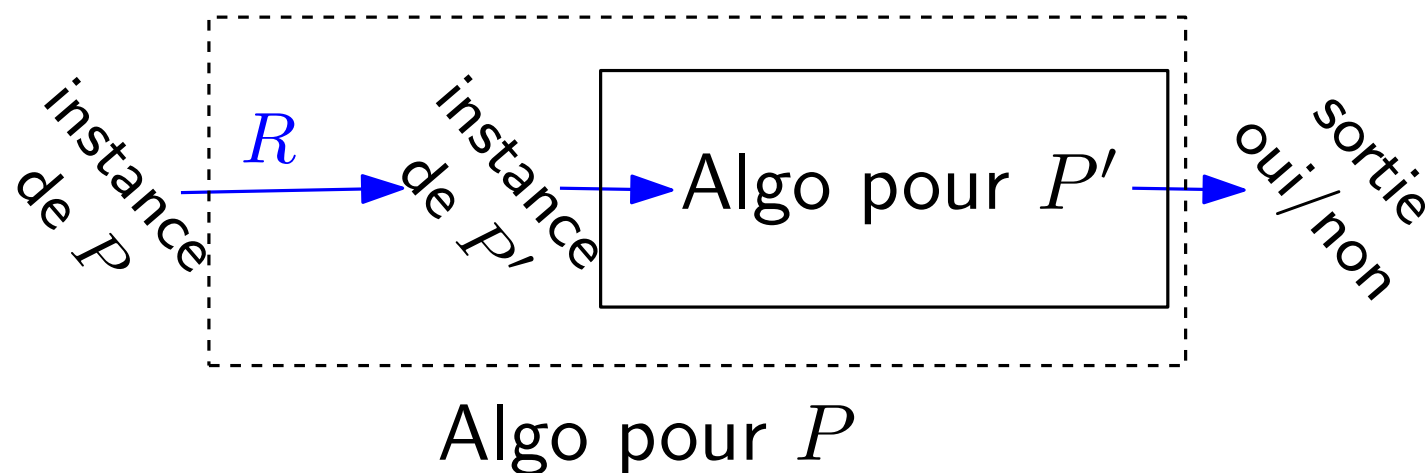 instance
de P
R
instance
de P′
Algo pour P′
sortie
oui/non
Algo pour P